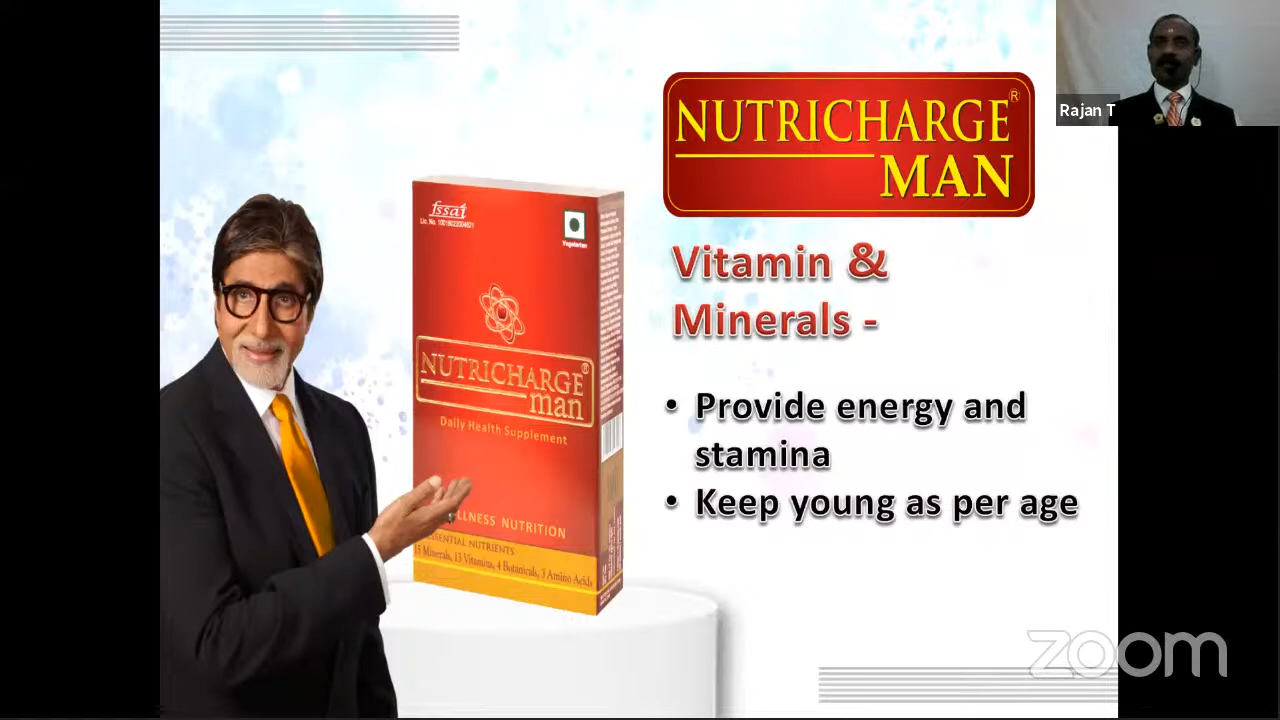 NUTRICHARGE®
MAN
Vitamin &
Minerals -
• Provide energy and
stamina
• Keep young as per age
fssai
Vegetarian
NUTRICHARGE®
man
Daily Health Supplement
NUTRITION
ESSENTIAL NUTRIENTS
Minerals, 13 Vitamins, 4 Botanicals, 3 Amino Acids
Rajan T
zoom